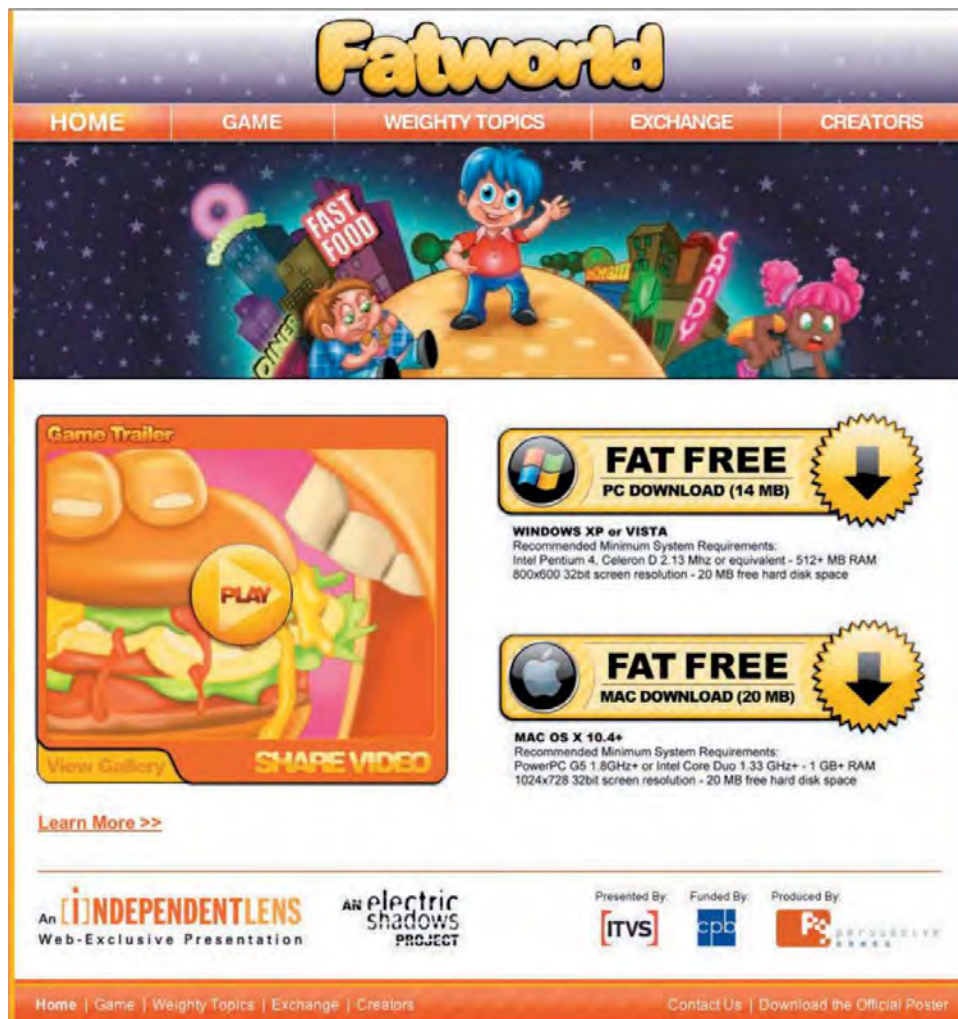 Fatworld
HOME
GAME
WEIGHTY TOPICS
EXCHANGE
CREATORS
DONUTS
FAST
FOOD
DINER
CANDY
Game Trailer
PLAY
View Gallery
SHARE VIDEO
FAT FREE
PC DOWNLOAD (14 MB)
WINDOWS XP or VISTA
Recommended Minimum System Requirements:
Intel Pentium 4, Celeron D 2.13 Mhz or equivalent - 512+ MB RAM
800x600 32bit screen resolution - 20 MB free hard disk space
FAT FREE
MAC DOWNLOAD (20 MB)
MAC OS X 10.4+
Recommended Minimum System Requirements:
PowerPC G5 1.8GHz+ or Intel Core Duo 1.33 GHz+ - 1 GB+ RAM
1024x728 32bit screen resolution - 20 MB free hard disk space
Learn More >>
An [i]NDEPENDENTLENS
Web-Exclusive Presentation
AN electric
shadows
PROJECT
Presented By:
[ITVS]
Funded By:
cpb
Produced By:
Pg persuasive
games
Home | Game | Weighty Topics | Exchange | Creators
Contact Us | Download the Official Poster